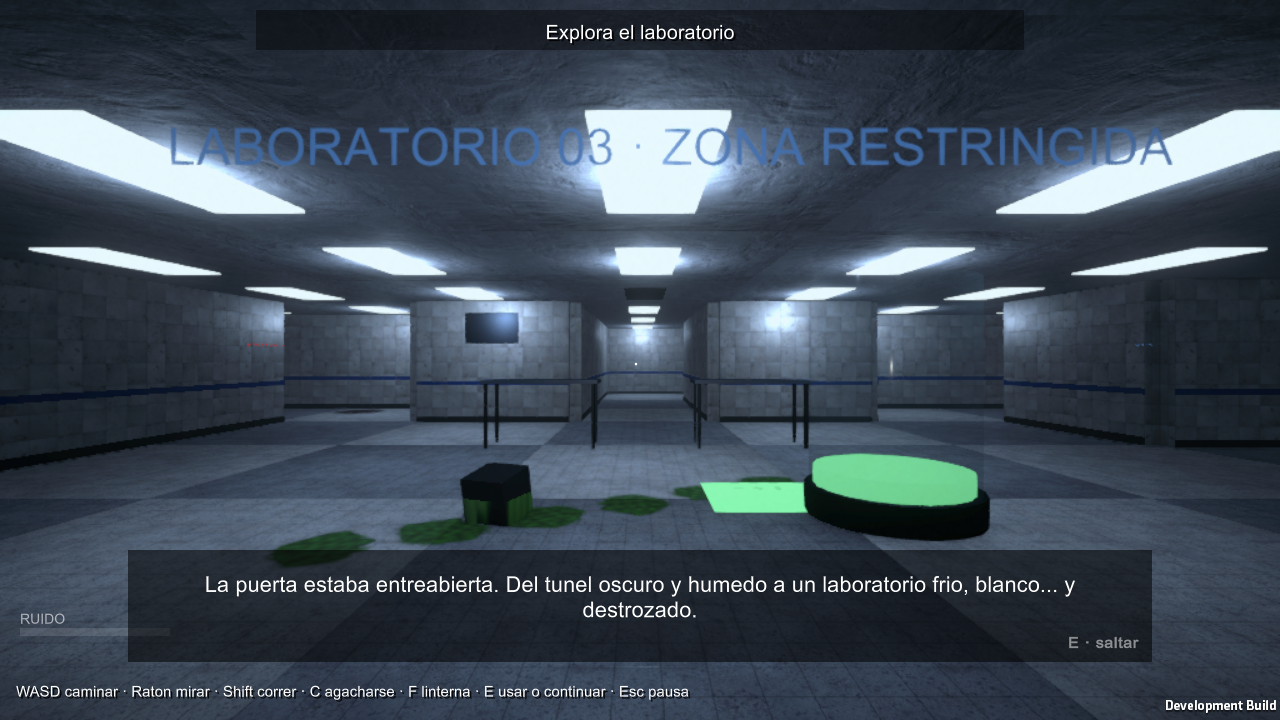 Explora el laboratorio
LABORATORIO 03 · ZONA RESTRINGIDA
La puerta estaba entreabierta. Del tunel oscuro y humedo a un laboratorio frio, blanco... y
destrozado.
E · saltar
RUIDO
WASD caminar · Raton mirar · Shift correr · C agacharse · F linterna · E usar o continuar · Esc pausa
Development Build